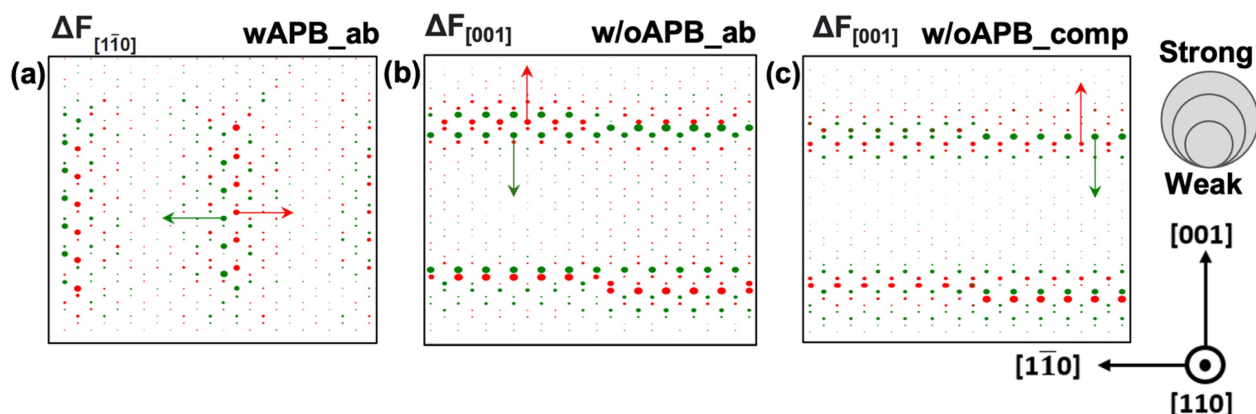 ΔF[11̄0] wAPB_ab
(a)
ΔF[001] w/oAPB_ab
(b)
ΔF[001] w/oAPB_comp
(c)
Strong
Weak
[001]
[11̄0]
[110]